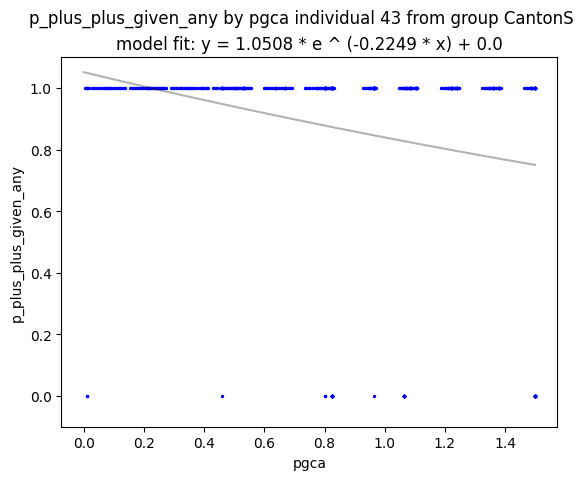 p_plus_plus_given_any by pgca individual 43 from group CantonS
model fit: y = 1.0508 * e ^ (-0.2249 * x) + 0.0
p_plus_plus_given_any
1.0
0.8
0.6
0.4
0.2
0.0
0.0 0.2 0.4 0.6 0.8 1.0 1.2 1.4
pgca